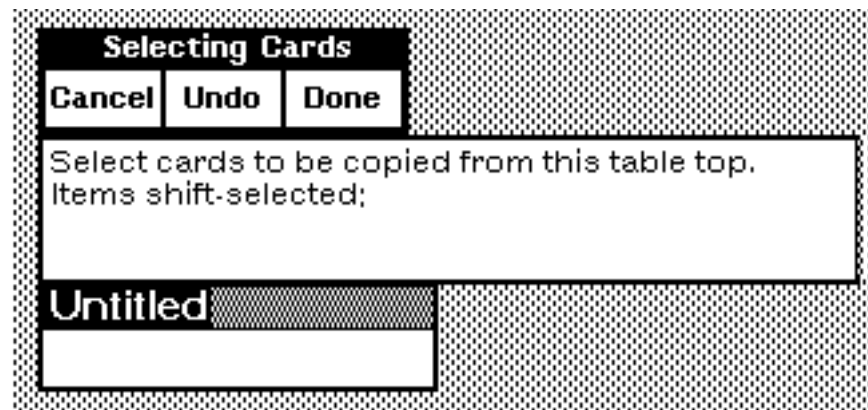 Selecting Cards
Cancel Undo Done
Select cards to be copied from this table top.
Items shift-selected;
Untitled